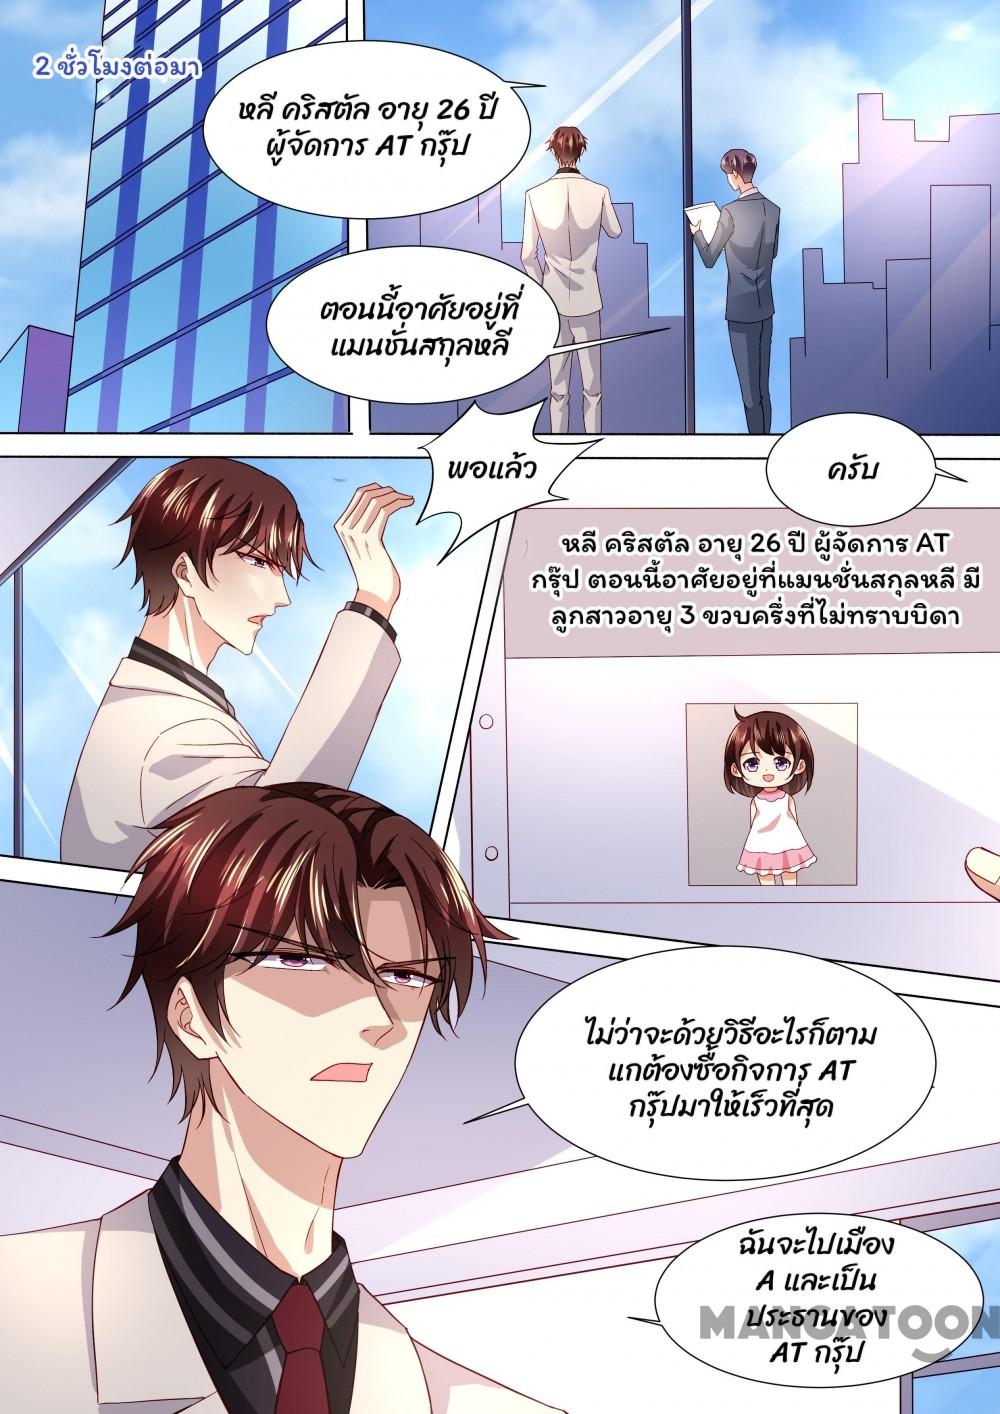 2 ชั่วโมงต่อมา
หลี คริสตัล อายุ 26 ปี
ผู้จัดการ AT กรุ๊ป
ตอนนี้อาศัยอยู่ที่
แมนชั่นสกุลหลี
พอแล้ว
ครับ
หลี คริสตัล อายุ 26 ปี ผู้จัดการ AT
กรุ๊ป ตอนนี้อาศัยอยู่ที่แมนชั่นสกุลหลี มี
ลูกสาวอายุ 3 ขวบครึ่งที่ไม่ทราบบิดา
ไม่ว่าจะด้วยวิธีอะไรก็ตาม
แกต้องซื้อกิจการ AT
กรุ๊ปมาให้เร็วที่สุด
ฉันจะไปเมือง
A และเป็น
ประธานของ
AT กรุ๊ป
MANGATOON